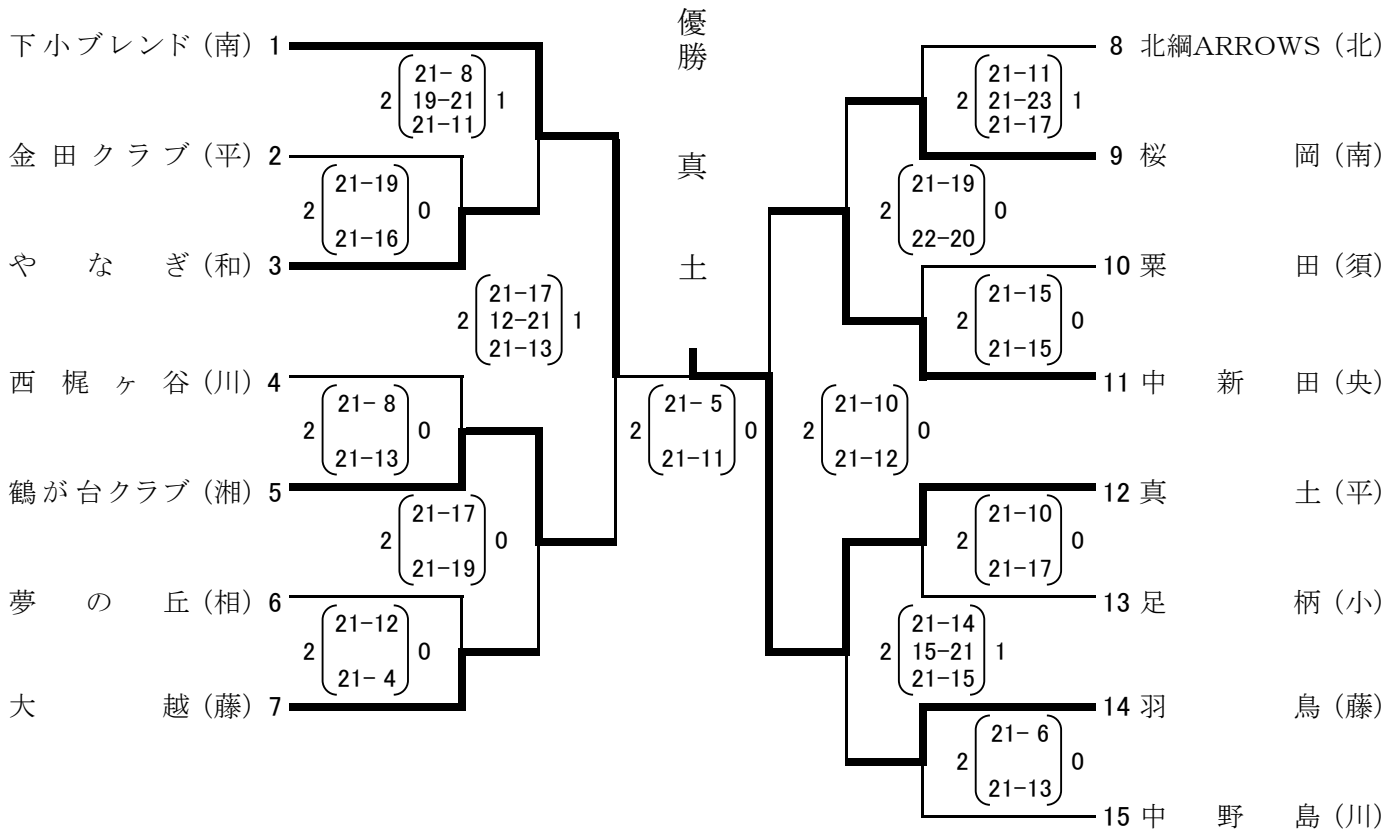 優勝
真土
下小ブレンド (南) 1
21- 8
2 19-21 1
21-11
金田クラブ (平) 2
21-19
2 0
21-16
やなぎ (和) 3
21-17
2 12-21 1
21-13
西梶ヶ谷 (川) 4
21- 8
2 0
21-13
鶴が台クラブ (湘) 5
21-17
2 0
21-19
夢の丘 (相) 6
21-12
2 0
21- 4
大越 (藤) 7
21- 5
2 0
21-11
8 北綱ARROWS (北)
21-11
2 21-23 1
21-17
9 桜岡 (南)
21-19
2 0
22-20
10 粟田 (須)
21-15
2 0
21-15
11 中新田 (央)
21-10
2 0
21-12
12 真土 (平)
21-10
2 0
21-17
13 足柄 (小)
21-14
2 15-21 1
21-15
14 羽鳥 (藤)
21- 6
2 0
21-13
15 中野島 (川)